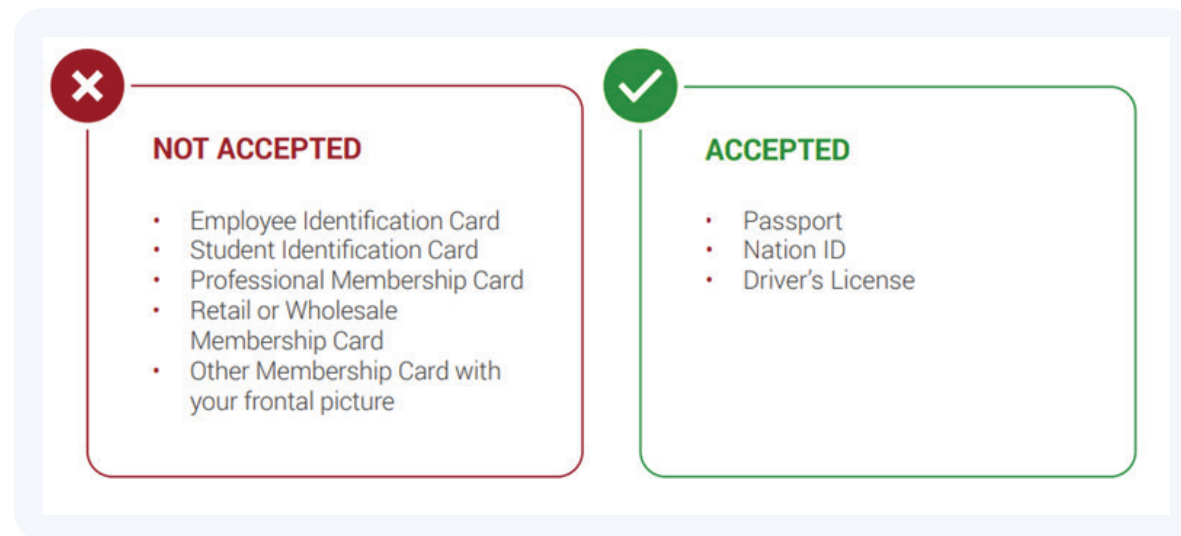 NOT ACCEPTED
• Employee Identification Card
• Student Identification Card
• Professional Membership Card
• Retail or Wholesale
Membership Card
• Other Membership Card with
your frontal picture
ACCEPTED
• Passport
• Nation ID
• Driver’s License